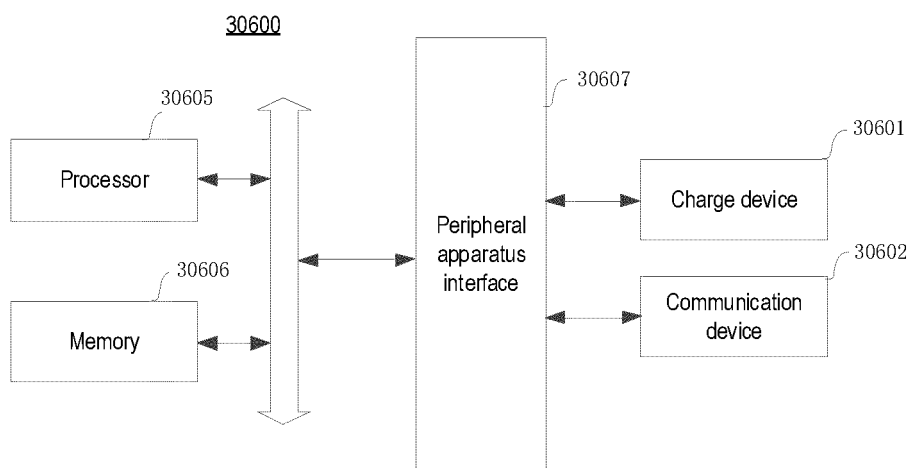 30600
30605
Processor
30606
Memory
30607
Peripheral
apparatus
interface
30601
Charge device
30602
Communication
device